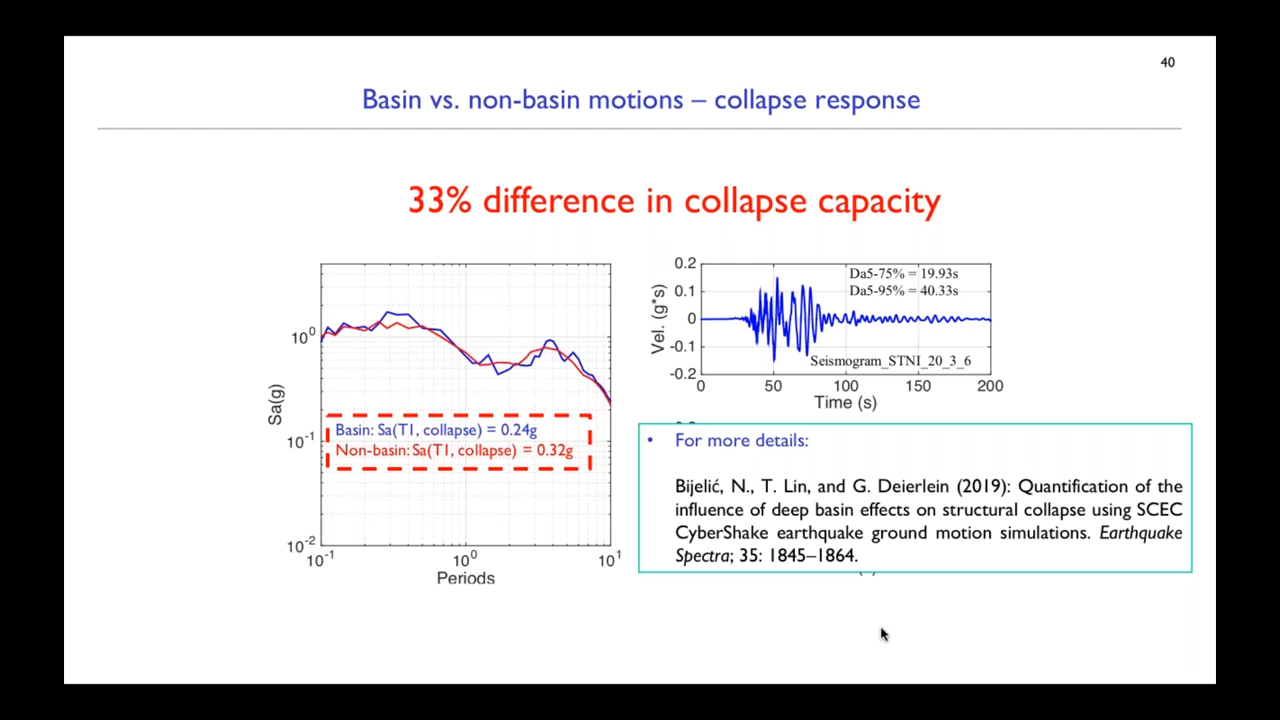 40
Basin vs. non-basin motions – collapse response
33% difference in collapse capacity
Sa(g)
10^0
10^-1
10^-2
Basin: Sa(T1, collapse) = 0.24g
Non-basin: Sa(T1, collapse) = 0.32g
10^-1
10^0
10^1
Periods
Vel. (g*s)
0.2
0.1
0
-0.1
-0.2
Da5-75% = 19.93s
Da5-95% = 40.33s
Seismogram_STNI_20_3_6
0
50
100
150
200
Time (s)
• For more details:
Bijelić, N., T. Lin, and G. Deierlein (2019): Quantification of the
influence of deep basin effects on structural collapse using SCEC
CyberShake earthquake ground motion simulations. Earthquake
Spectra; 35: 1845–1864.